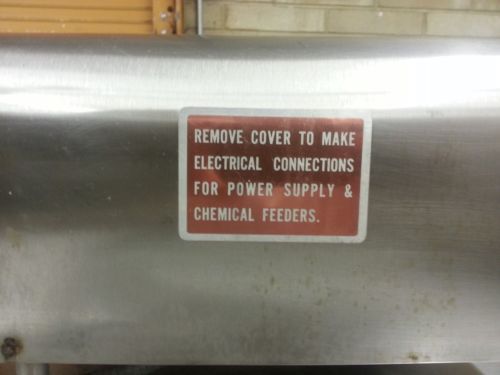 REMOVE COVER TO MAKE
ELECTRICAL CONNECTIONS
FOR POWER SUPPLY &
CHEMICAL FEEDERS.